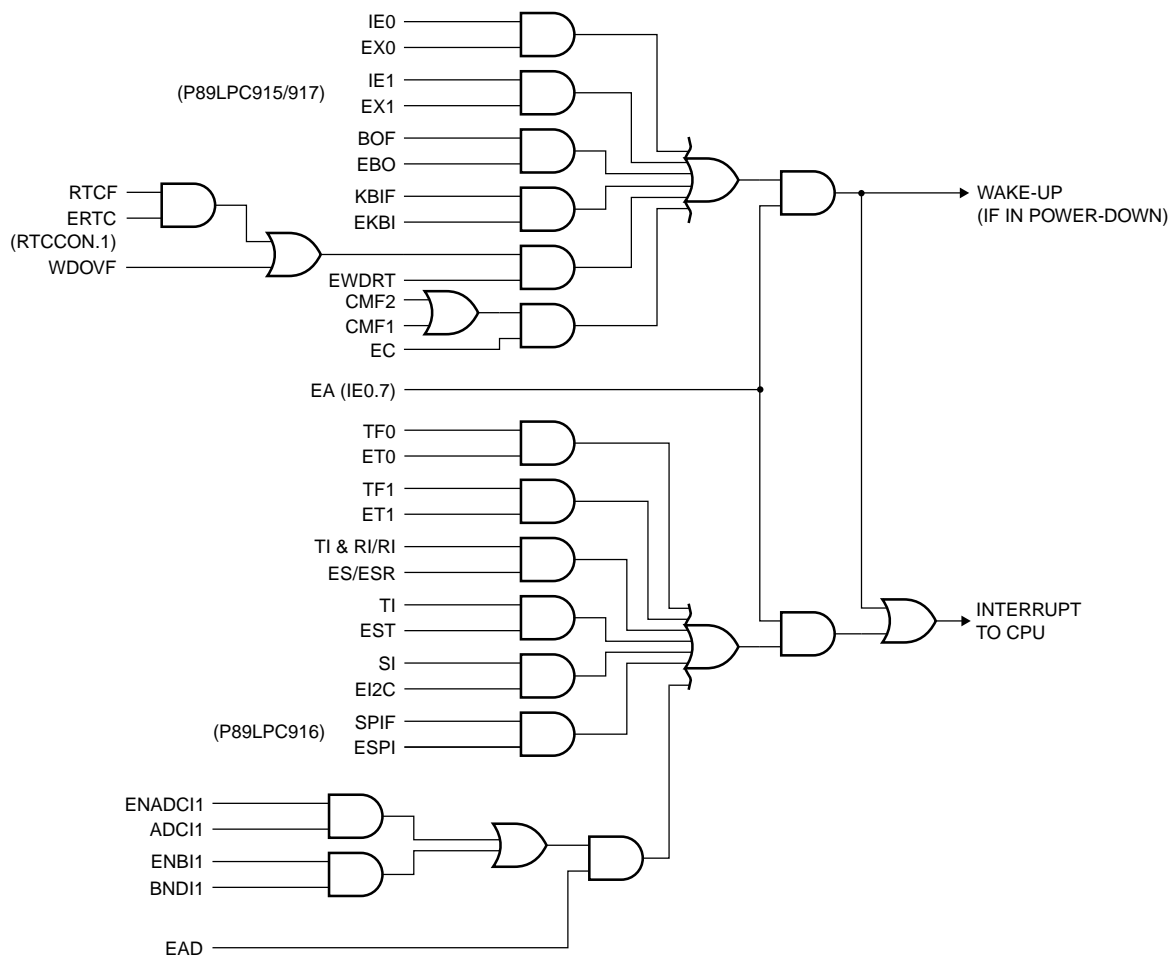 IE0
EX0
IE1
(P89LPC915/917)
EX1
BOF
EBO
RTCF
KBIF
ERTC
EKBI
(RTCCON.1)
WDOVF
WAKE-UP
(IF IN POWER-DOWN)
EWDRT
CMF2
CMF1
EC
EA (IE0.7)
TF0
ET0
TF1
ET1
TI & RI/RI
ES/ESR
TI
EST
INTERRUPT
TO CPU
SI
EI2C
SPIF
(P89LPC916)
ESPI
ENADCI1
ADCI1
ENBI1
BNDI1
EAD